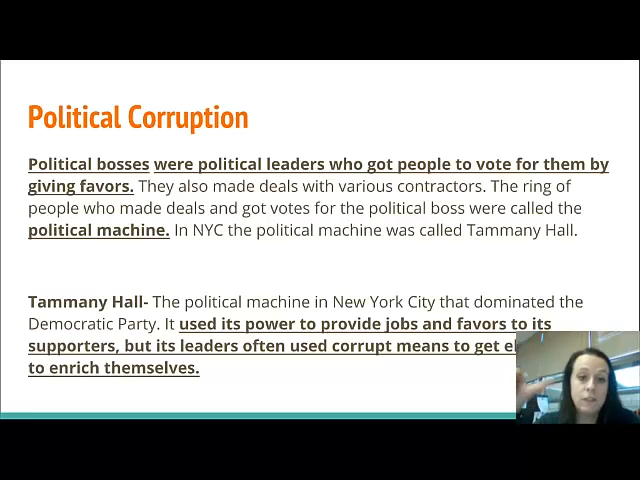 Political Corruption
Political bosses were political leaders who got people to vote for them by
giving favors. They also made deals with various contractors. The ring of
people who made deals and got votes for the political boss were called the
political machine. In NYC the political machine was called Tammany Hall.
Tammany Hall- The political machine in New York City that dominated the
Democratic Party. It used its power to provide jobs and favors to its
supporters, but its leaders often used corrupt means to get
to enrich themselves.